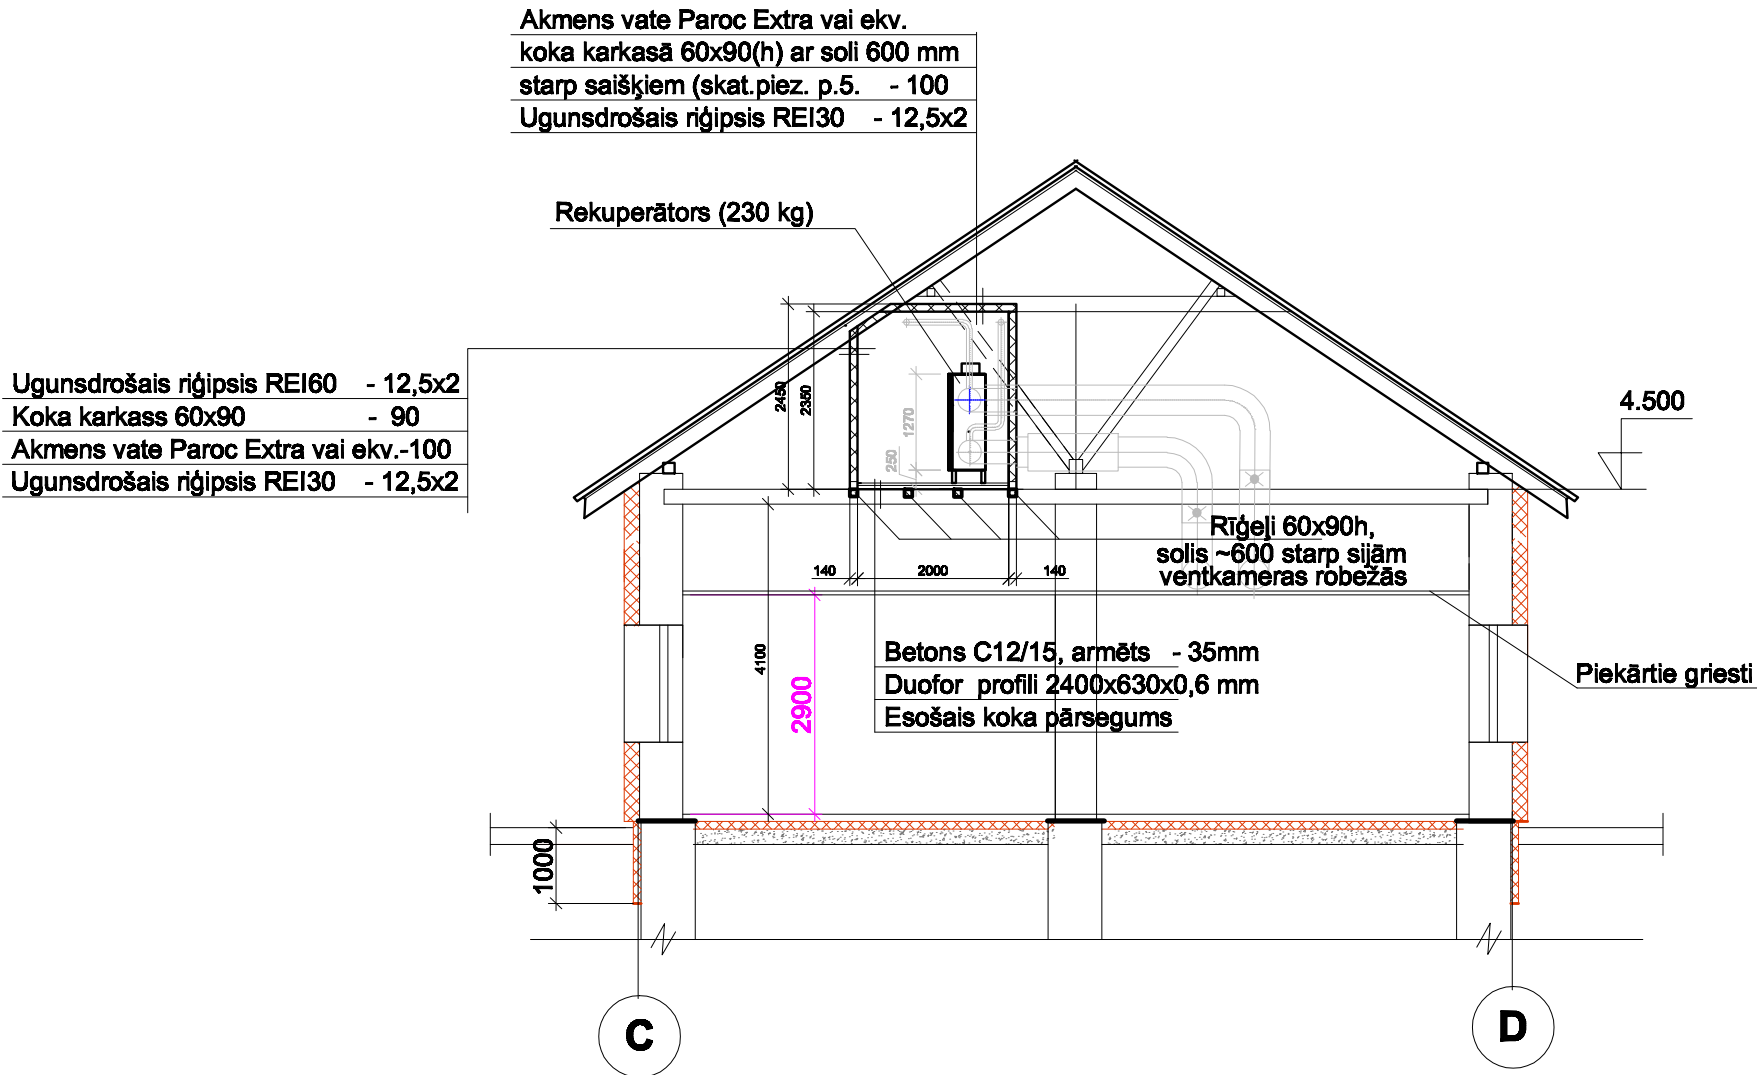 Akmens vate Paroc Extra vai ekv.
koka karkasā 60x90(h) ar soli 600 mm
starp saišķiem (skat.piez. p.5. - 100
Ugunsdrošais riģipsis REI30 - 12,5x2
Rekuperātors (230 kg)
Ugunsdrošais riģipsis REI60 - 12,5x2
Koka karkass 60x90 - 90
Akmens vate Paroc Extra vai ekv.-100
Ugunsdrošais riģipsis REI30 - 12,5x2
2450
2350
1270
250
4.500
Rīģeļi 60x90h,
solis ~600 starp sijām
ventkameras robežās
140
2000
140
4100
2900
Betons C12/15, armēts - 35mm
Duofor profili 2400x630x0,6 mm
Esošais koka pārsegums
Piekārtie griesti
1000
C
D